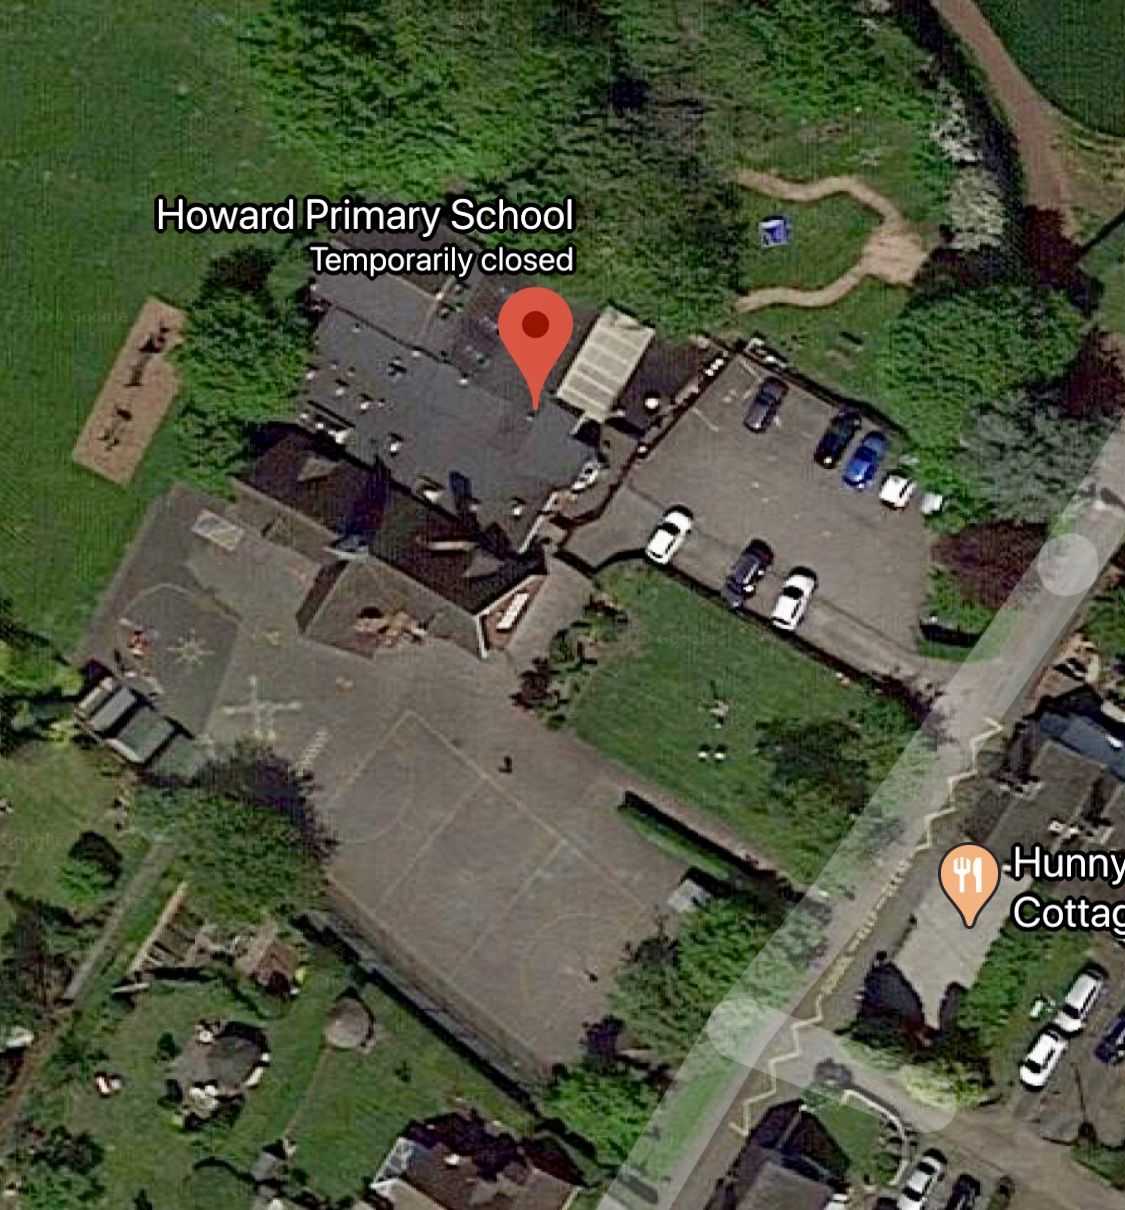 Howard Primary School
Temporarily closed
Hunny
Cottag